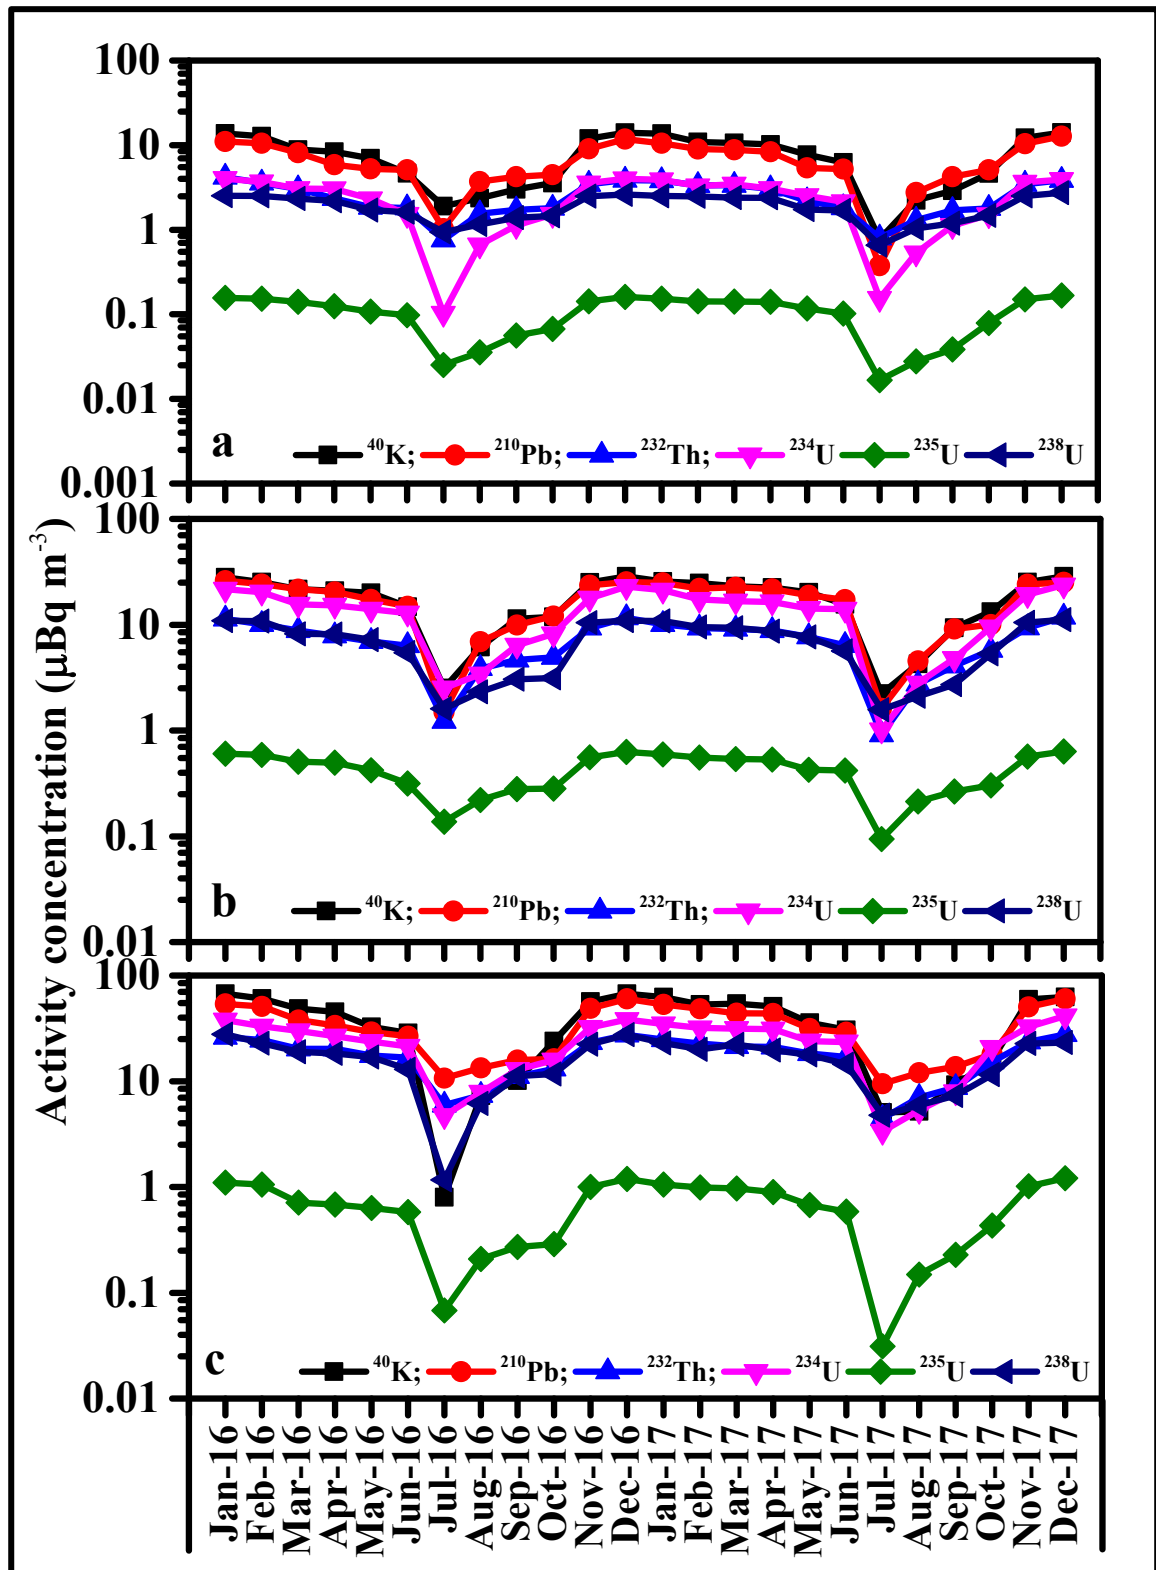 Activity concentration (μBq m⁻³)
100
10
1
0.1
0.01
0.001
a
⁴⁰K; ²¹⁰Pb; ²³²Th; ²³⁴U ²³⁵U ²³⁸U
100
10
1
0.1
0.01
b
⁴⁰K; ²¹⁰Pb; ²³²Th; ²³⁴U ²³⁵U ²³⁸U
100
10
1
0.1
0.01
c
⁴⁰K; ²¹⁰Pb; ²³²Th; ²³⁴U ²³⁵U ²³⁸U
Jan-16
Feb-16
Mar-16
Apr-16
May-16
Jun-16
Jul-16
Aug-16
Sep-16
Oct-16
Nov-16
Dec-16
Jan-17
Feb-17
Mar-17
Apr-17
May-17
Jun-17
Jul-17
Aug-17
Sep-17
Oct-17
Nov-17
Dec-17